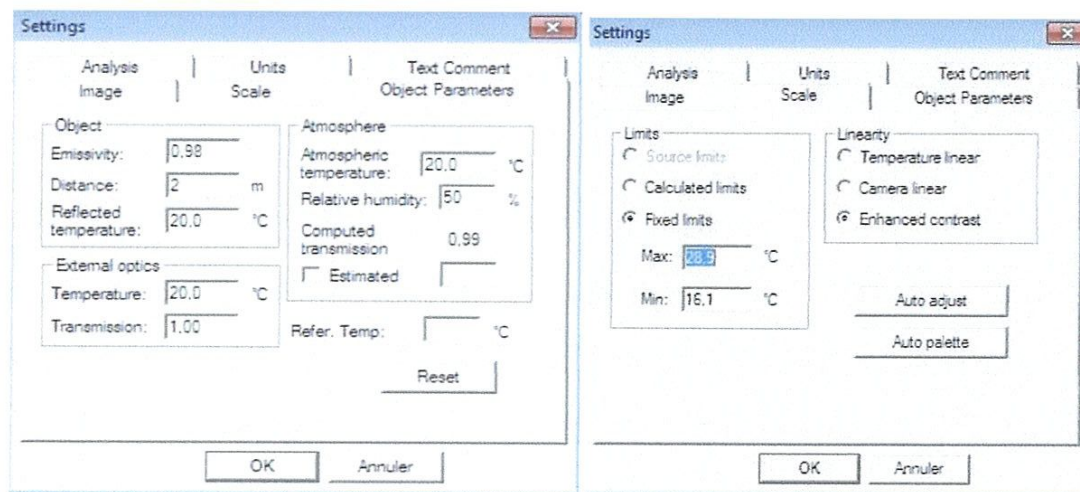 Settings
Analysis Units Text Comment
Image Scale Object Parameters
Object
Emissivity: 0.98
Distance: 2 m
Reflected temperature: 20.0 °C
External optics
Temperature: 20.0 °C
Transmission: 1.00
Atmosphere
Atmospheric temperature: 20.0 °C
Relative humidity: 50 %
Computed transmission 0.99
Estimated
Refer. Temp: °C
Reset
OK Annuler
Settings
Analysis Units Text Comment
Image Scale Object Parameters
Limits
Source limits
Calculated limits
Fixed limits
Max: 28.9 °C
Min: 16.1 °C
Linearity
Temperature linear
Camera linear
Enhanced contrast
Auto adjust
Auto palette
OK Annuler